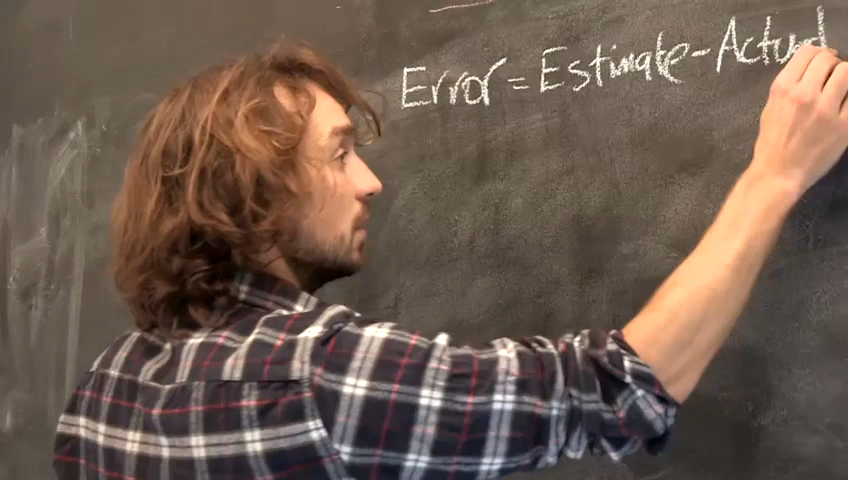 Error = Estimate - Actual